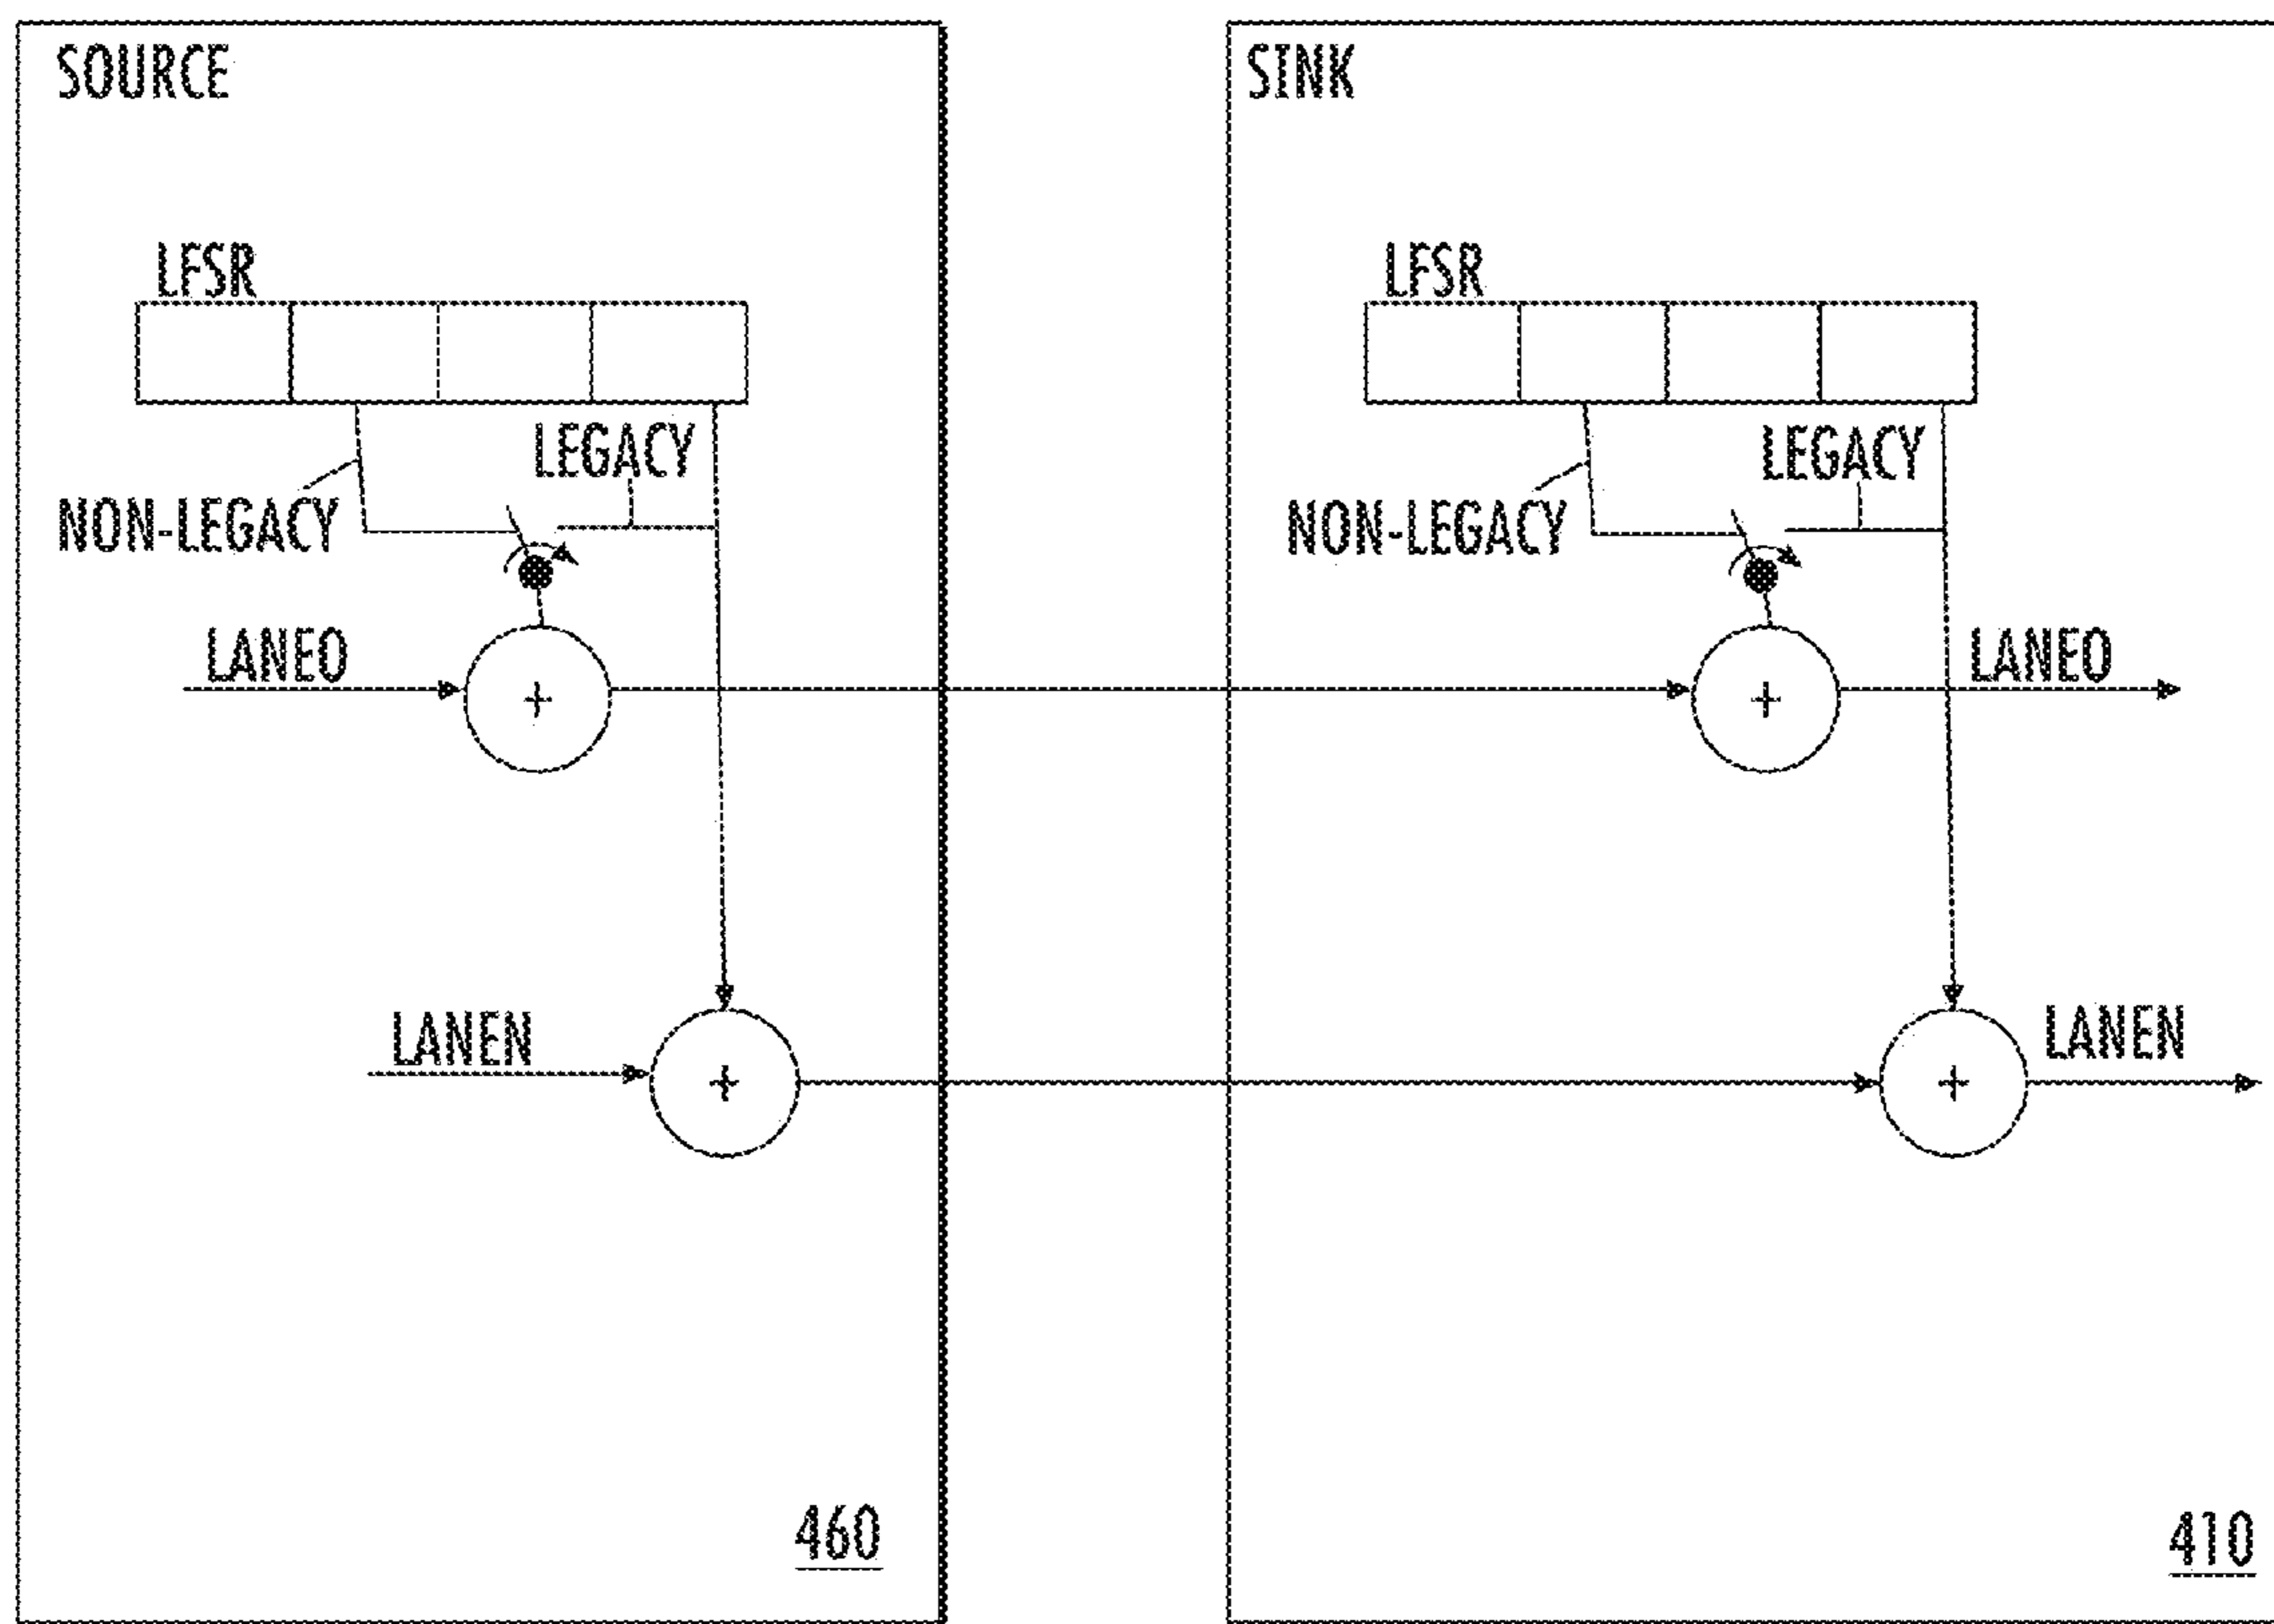 SOURCE
LFSR
LEGACY
NON-LEGACY
LANE0
+
LANEN
+
460
SINK
LFSR
LEGACY
NON-LEGACY
LANE0
+
LANEN
+
410